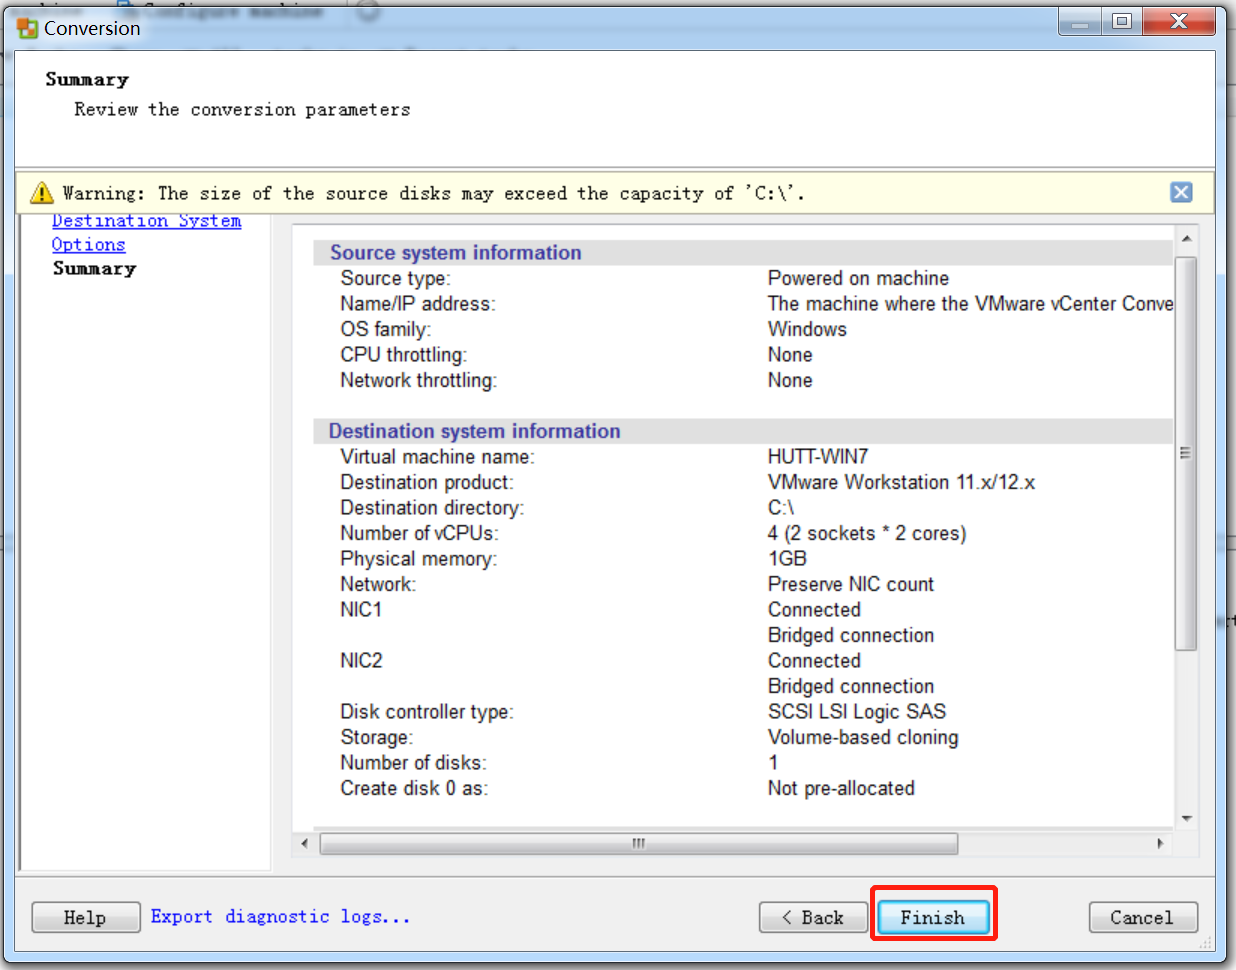 Configure machine
Conversion
Summary
Review the conversion parameters
Warning: The size of the source disks may exceed the capacity of 'C:\'.
Destination System
Options
Summary
Source system information
Source type: Powered on machine
Name/IP address: The machine where the VMware vCenter Conve
OS family: Windows
CPU throttling: None
Network throttling: None
Destination system information
Virtual machine name: HUTT-WIN7
Destination product: VMware Workstation 11.x/12.x
Destination directory: C:\
Number of vCPUs: 4 (2 sockets * 2 cores)
Physical memory: 1GB
Network: Preserve NIC count
NIC1 Connected
Bridged connection
NIC2 Connected
Bridged connection
Disk controller type: SCSI LSI Logic SAS
Storage: Volume-based cloning
Number of disks: 1
Create disk 0 as: Not pre-allocated
Help Export diagnostic logs... < Back Finish Cancel